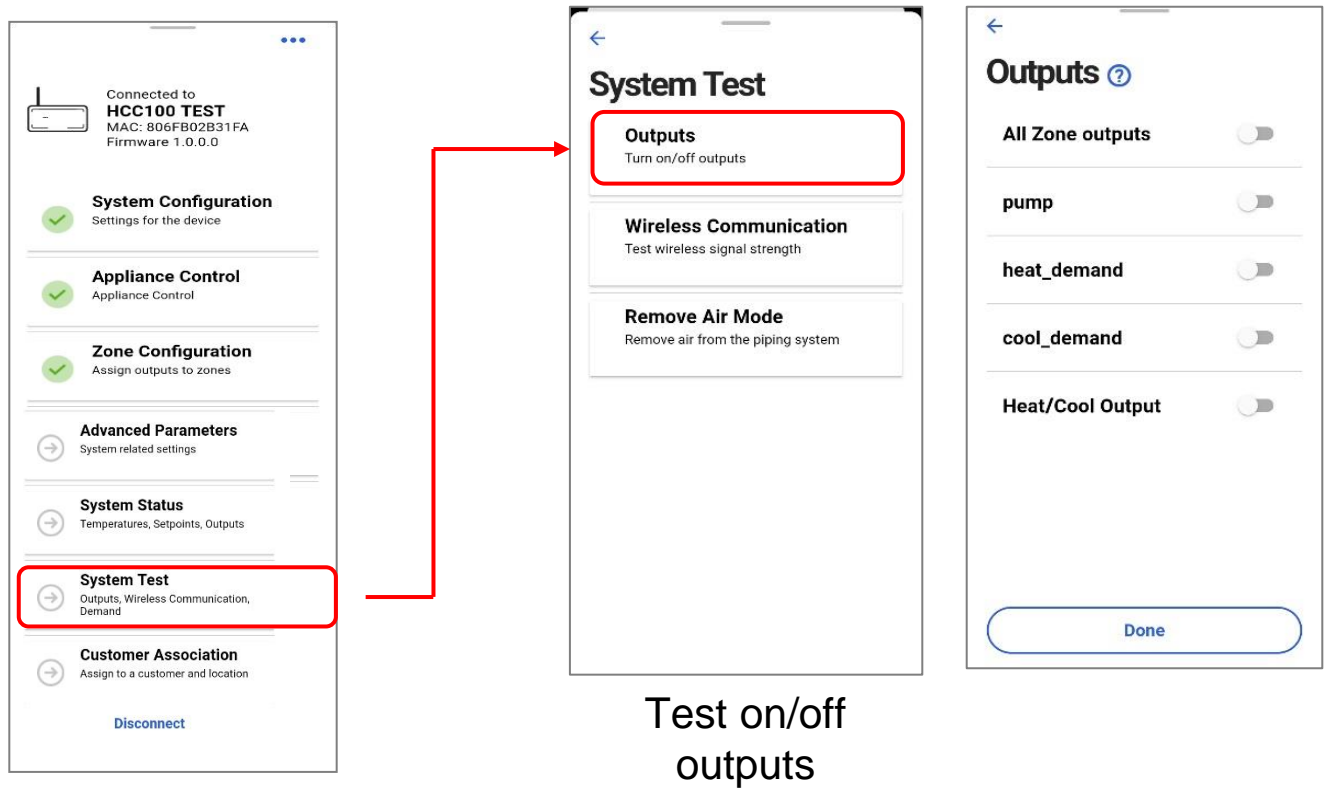 Connected to
HCC100 TEST
MAC: 806FB02B31FA
Firmware 1.0.0.0
System Configuration
Settings for the device
Appliance Control
Appliance Control
Zone Configuration
Assign outputs to zones
Advanced Parameters
System related settings
System Status
Temperatures, Setpoints, Outputs
System Test
Outputs, Wireless Communication,
Demand
Customer Association
Assign to a customer and location
Disconnect
System Test
Outputs
Turn on/off outputs
Wireless Communication
Test wireless signal strength
Remove Air Mode
Remove air from the piping system
Test on/off
outputs
Outputs ?
All Zone outputs
pump
heat_demand
cool_demand
Heat/Cool Output
Done